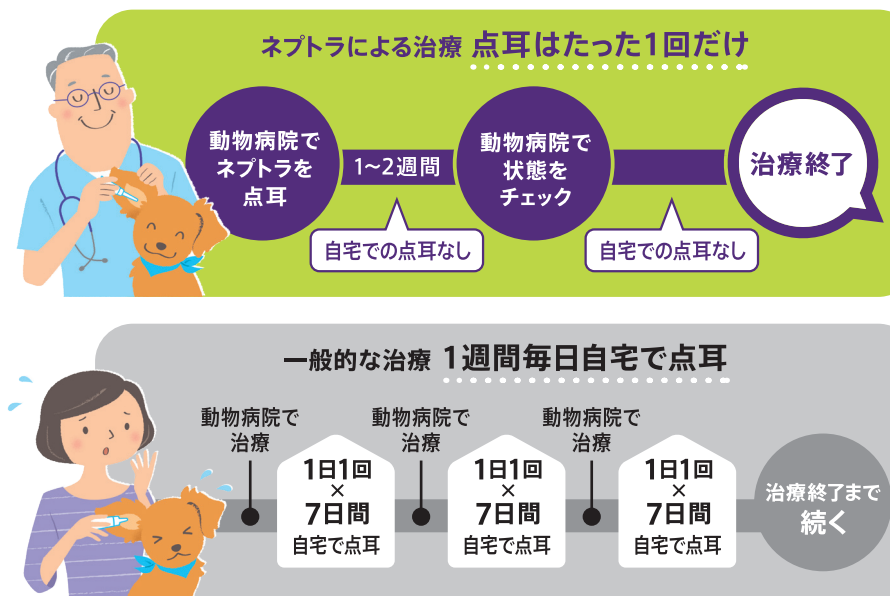 ネプトラによる治療 点耳はたった1回だけ
動物病院で
ネプトラを
点耳
1~2週間
動物病院で
状態を
チェック
治療終了
自宅での点耳なし
自宅での点耳なし
一般的な治療 1週間毎日自宅で点耳
動物病院で
治療
動物病院で
治療
動物病院で
治療
1日1回
×
7日間
自宅で点耳
1日1回
×
7日間
自宅で点耳
1日1回
×
7日間
自宅で点耳
治療終了まで
続く